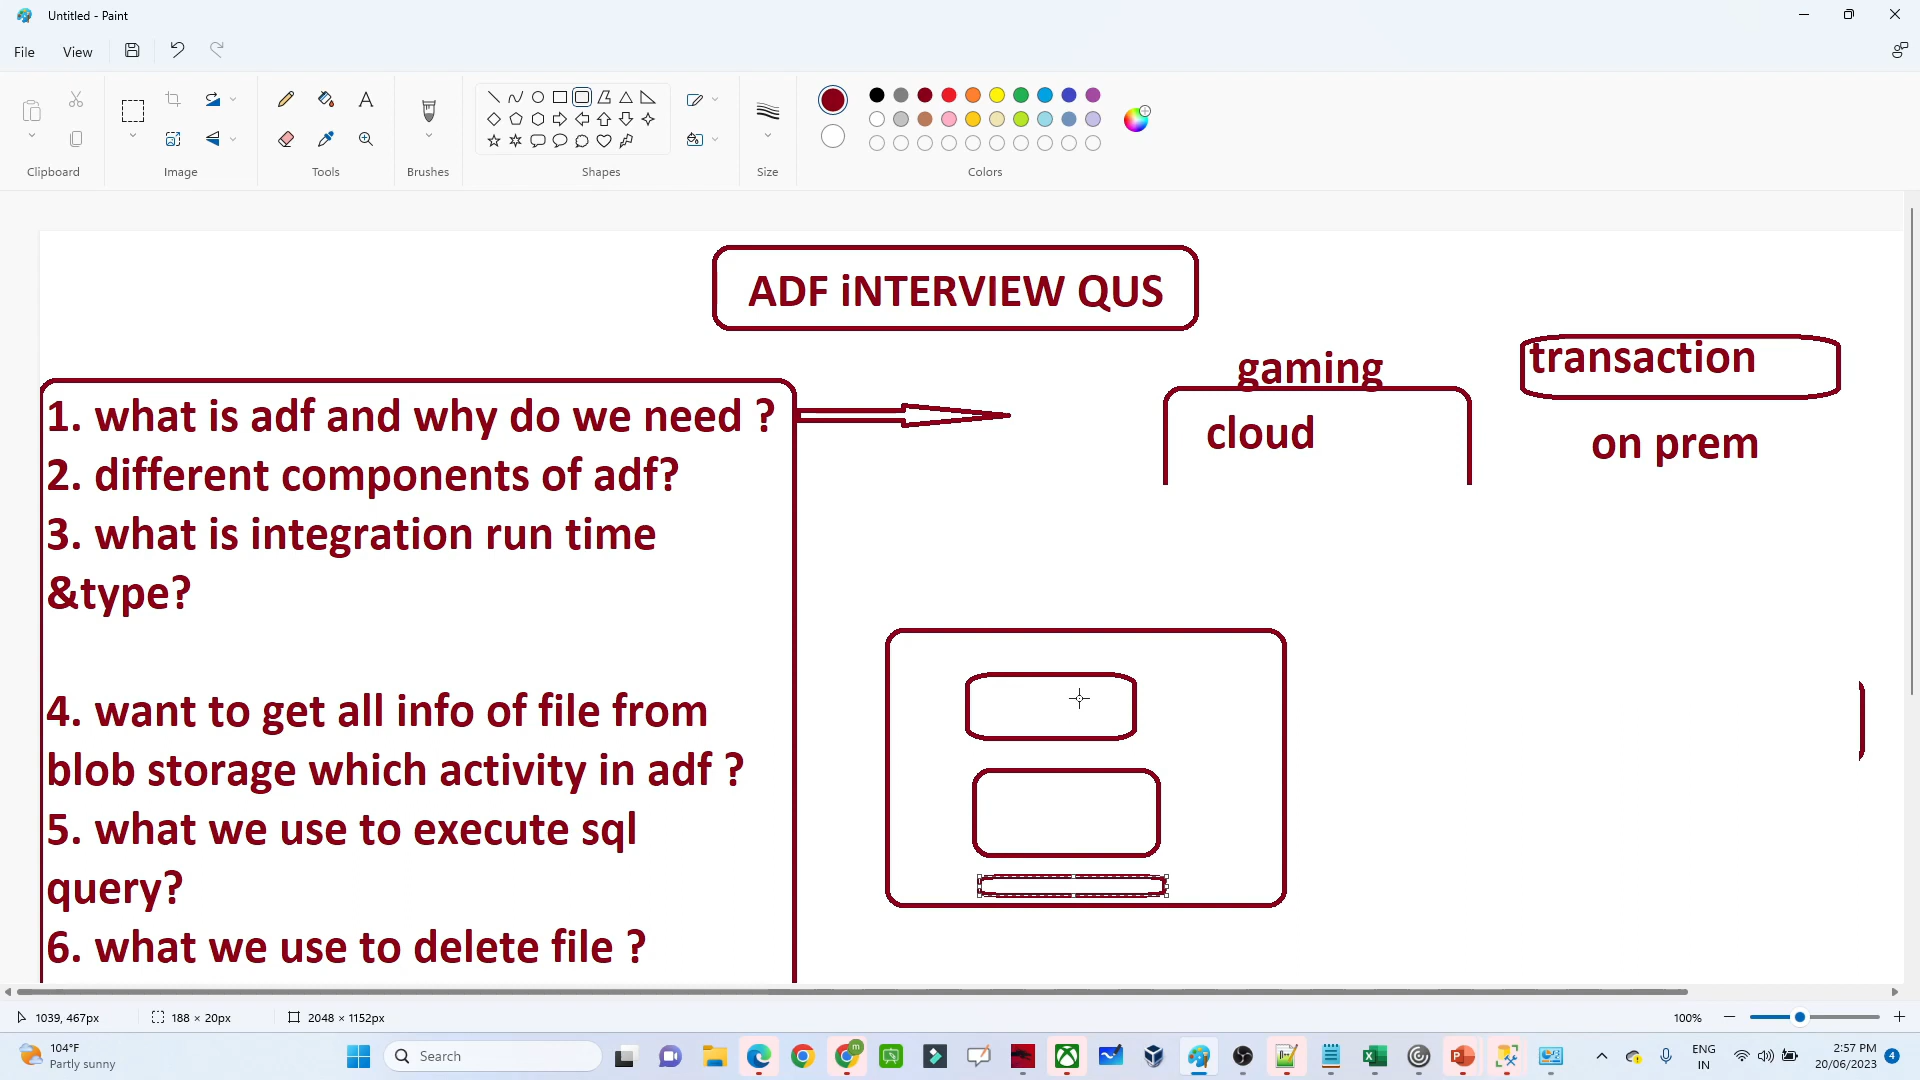 Untitled - Paint
File
View
Clipboard
Image
Tools
Brushes
Shapes
Size
Colors
ADF iNTERVIEW QUS
gaming
transaction
cloud
on prem
1. what is adf and why do we need ?
2. different components of adf?
3. what is integration run time
&type?
4. want to get all info of file from
blob storage which activity in adf ?
5. what we use to execute sql
query?
6. what we use to delete file ?
1039, 467px
188 × 20px
2048 × 1152px
100%
104°F
Partly sunny
Search
m
ENG
IN
2:57 PM
20/06/2023
4